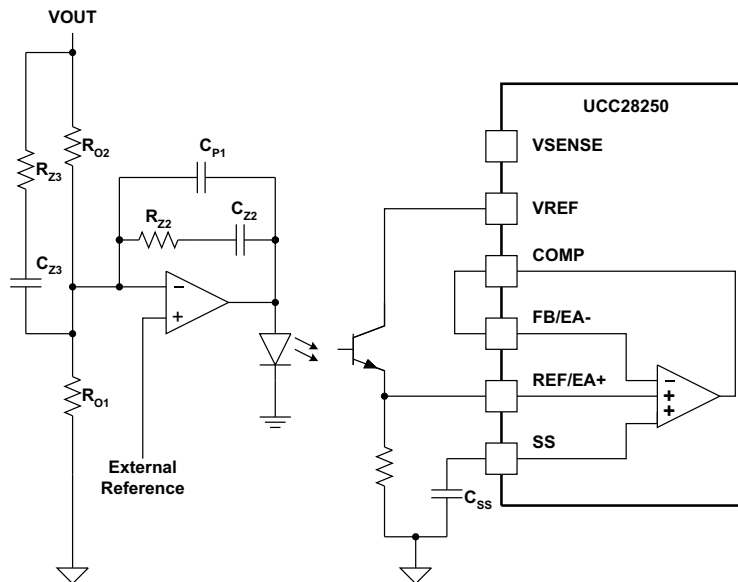 VOUT
UCC28250
C_P1
VSENSE
R_O2
R_Z3
R_Z2
C_Z2
VREF
COMP
C_Z3
−
+
FB/EA-
REF/EA+
−
+
+
R_O1
SS
External
Reference
C_SS